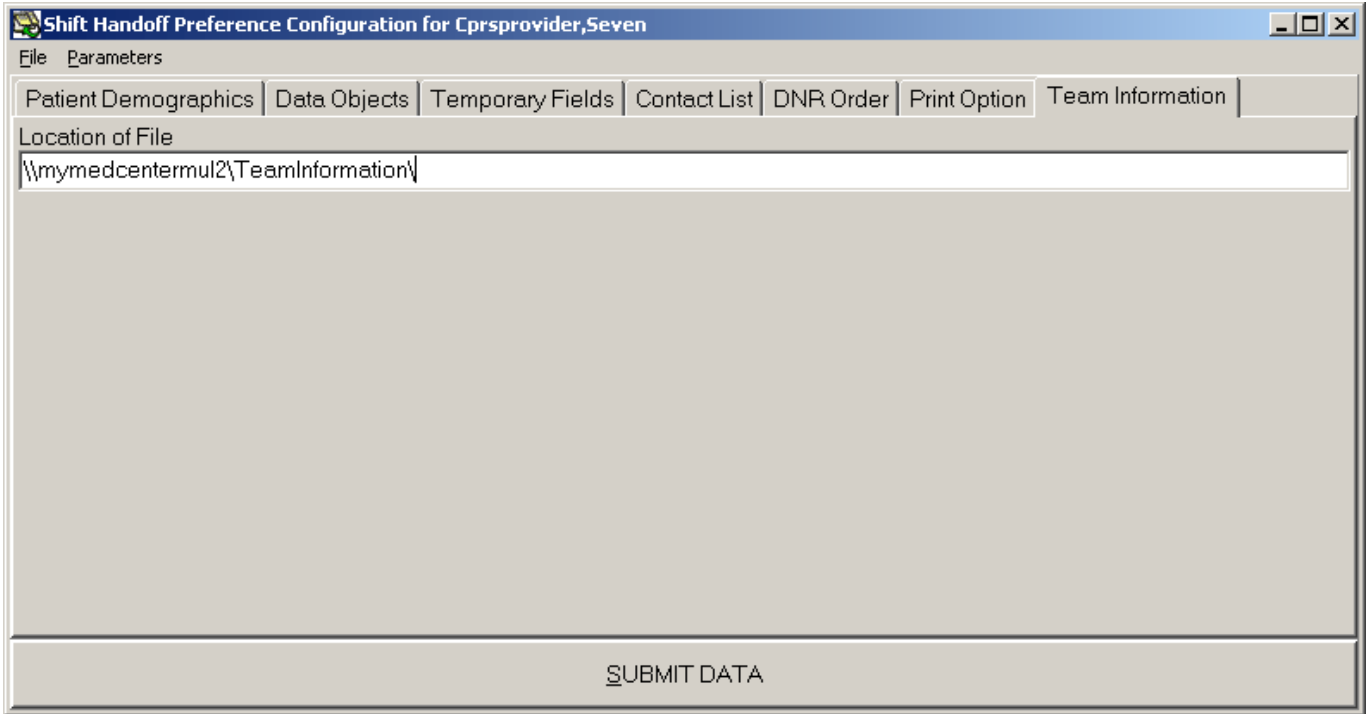 Shift Handoff Preference Configuration for Cprsprovider,Seven
File Parameters
Patient Demographics Data Objects Temporary Fields Contact List DNR Order Print Option Team Information
Location of File
\\mymedcentermul2\TeamInformation\
SUBMIT DATA